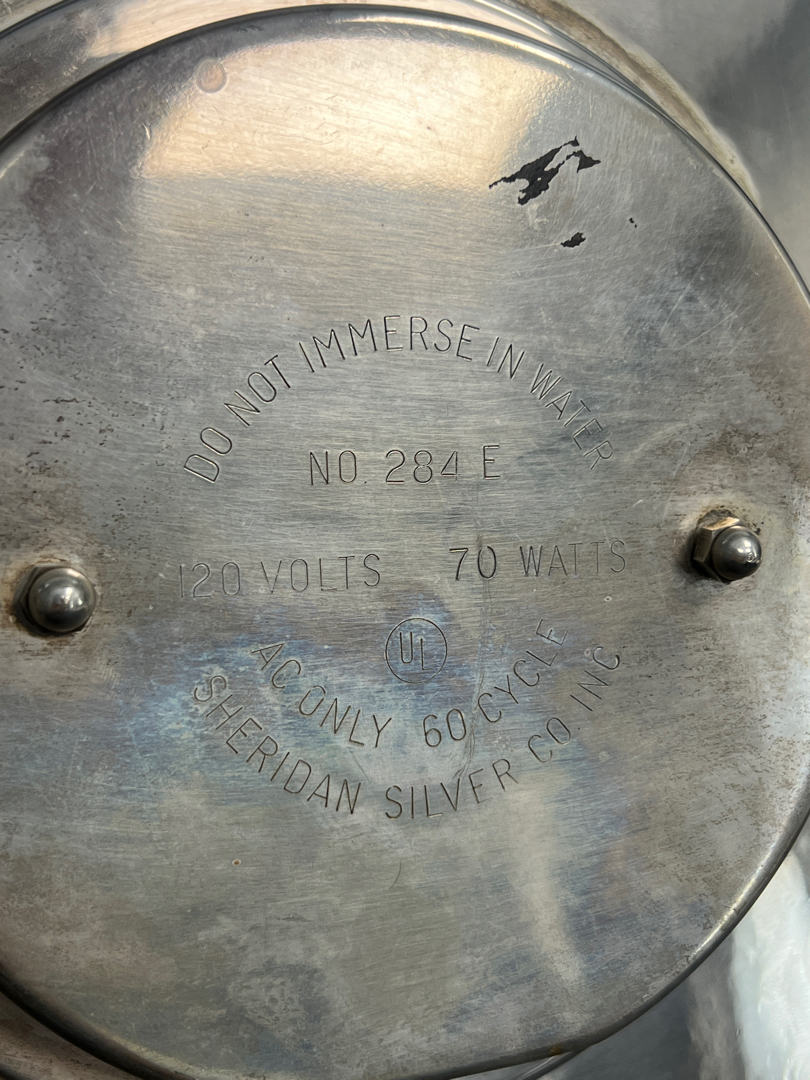 DO NOT IMMERSE IN WATER
NO. 284 E
120 VOLTS 70 WATTS
UL
AC ONLY 60 CYCLE
SHERIDAN SILVER CO. INC